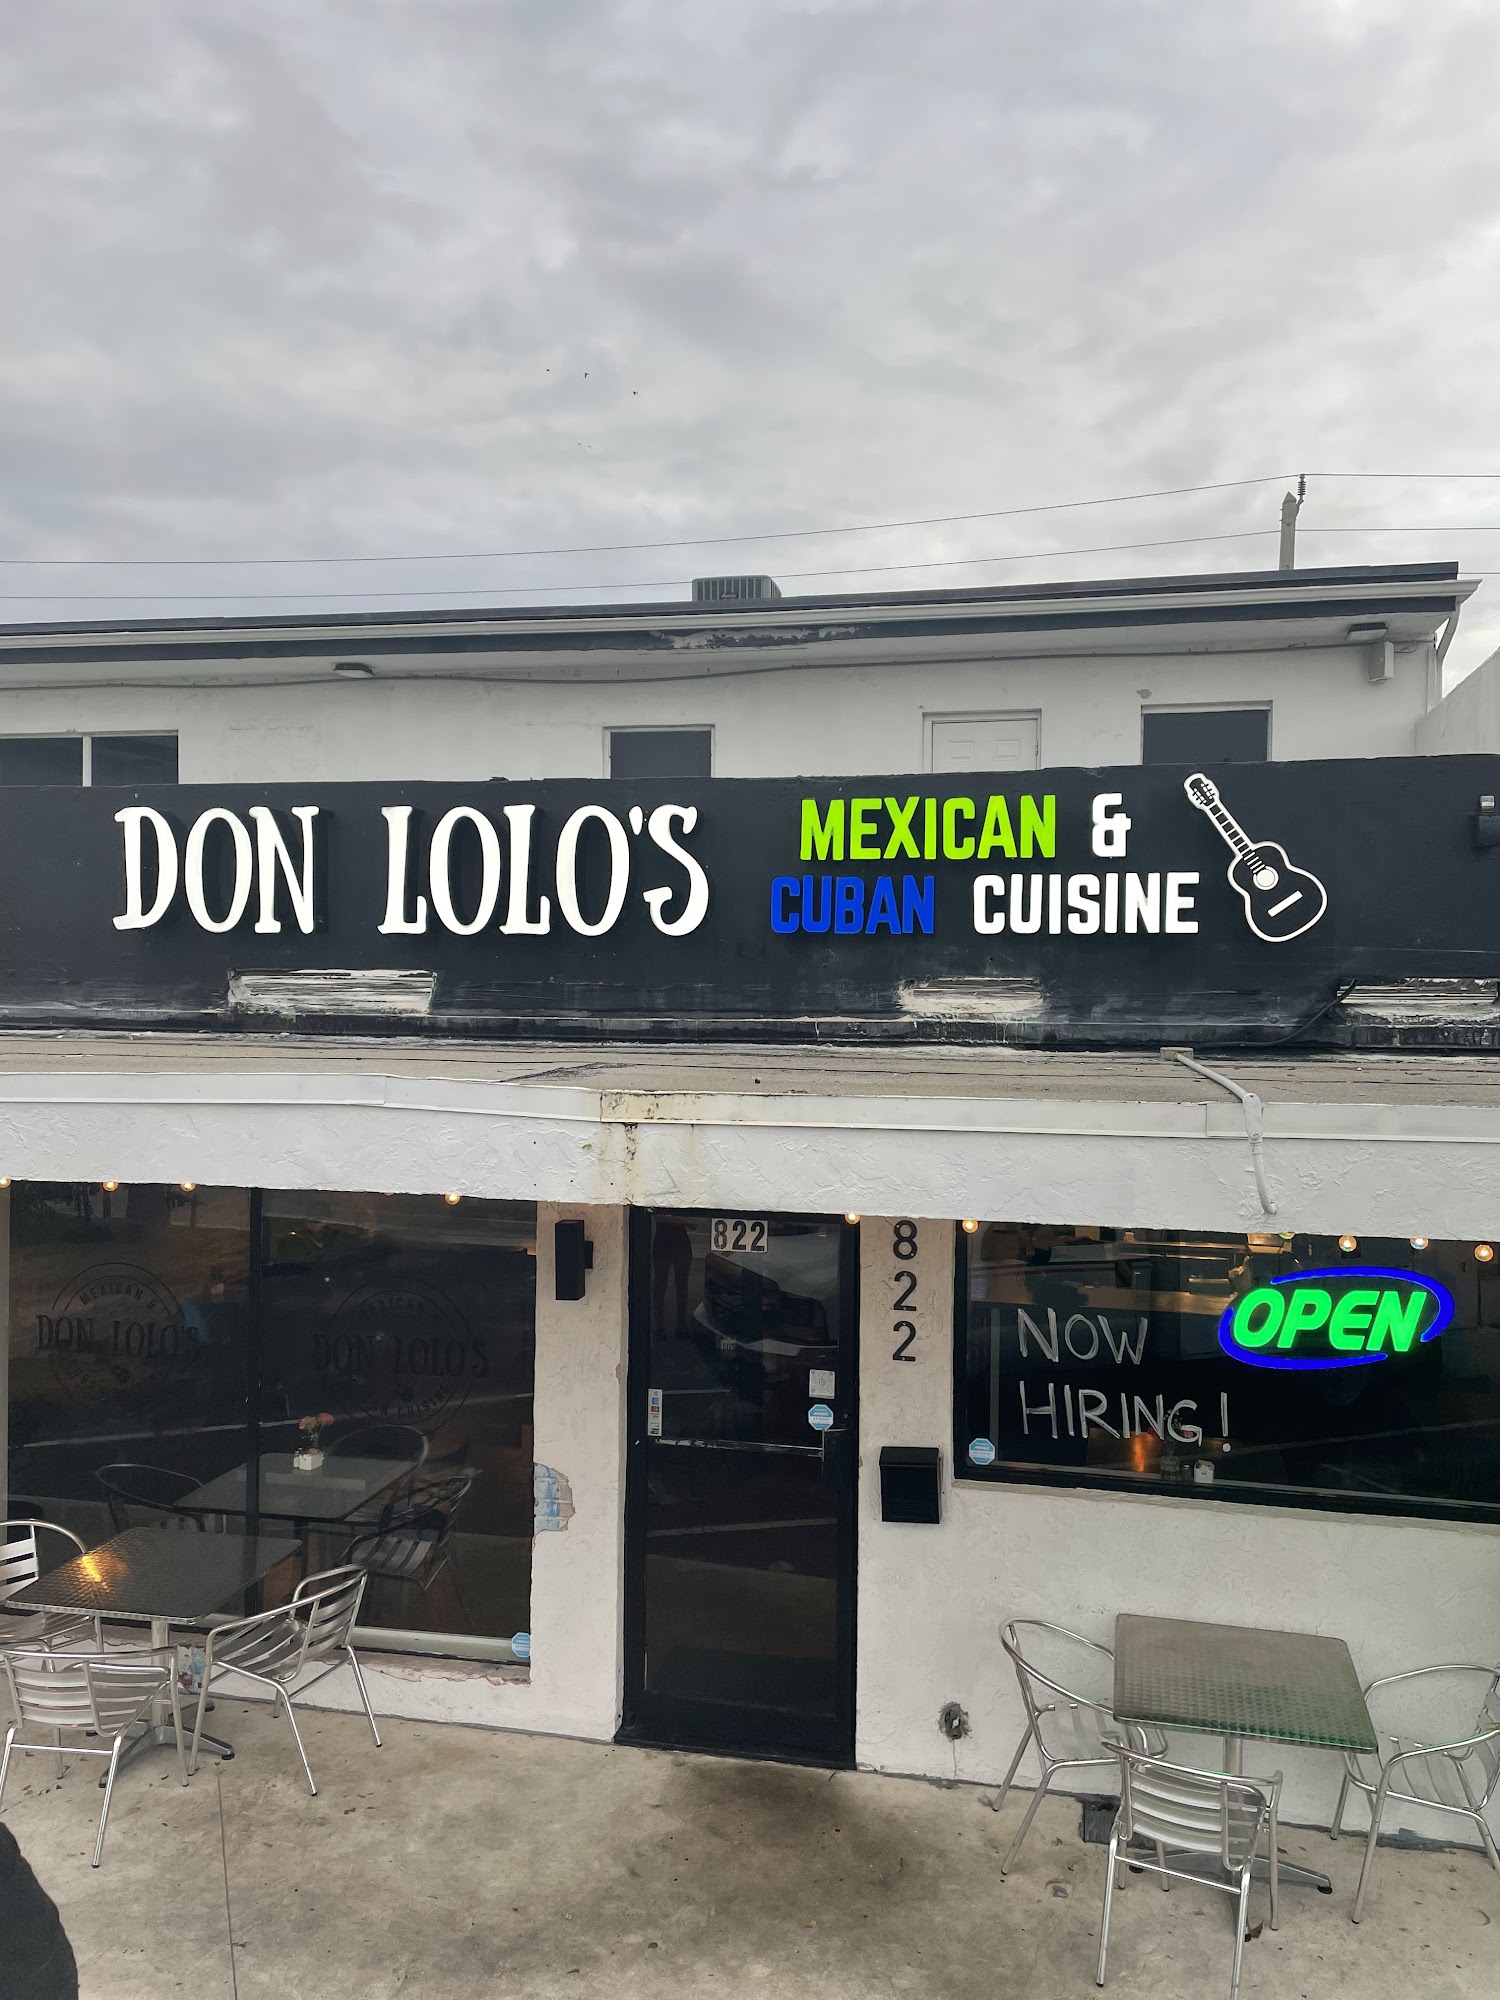 DON LOLO'S
MEXICAN &
CUBAN CUISINE
822
822
OPEN
NOW
HIRING!
MEXICAN &
DON LOLO'S
MEXICAN
DON LOLO'S
CUISINE